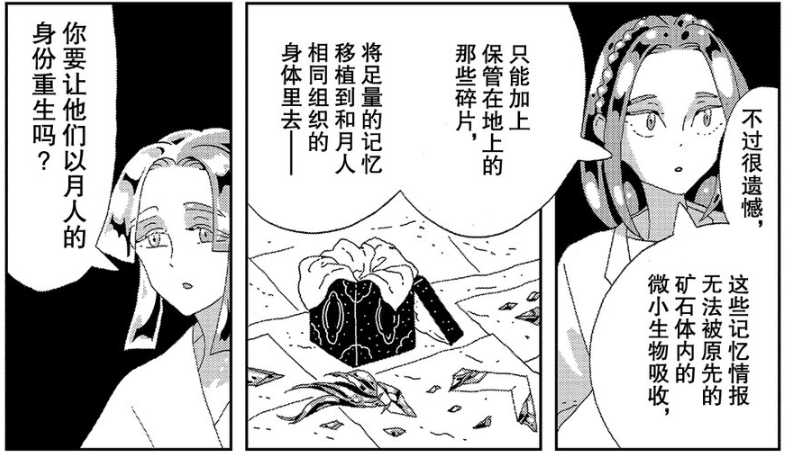 不过很遗憾，
这些记忆情报
无法被原先的
矿石体内的
微小生物吸收，
只能加上
保管在地上的
那些碎片，
将足量的记忆
移植到和月人
相同组织的
身体里去——
你要让他们以月人的
身份重生吗？